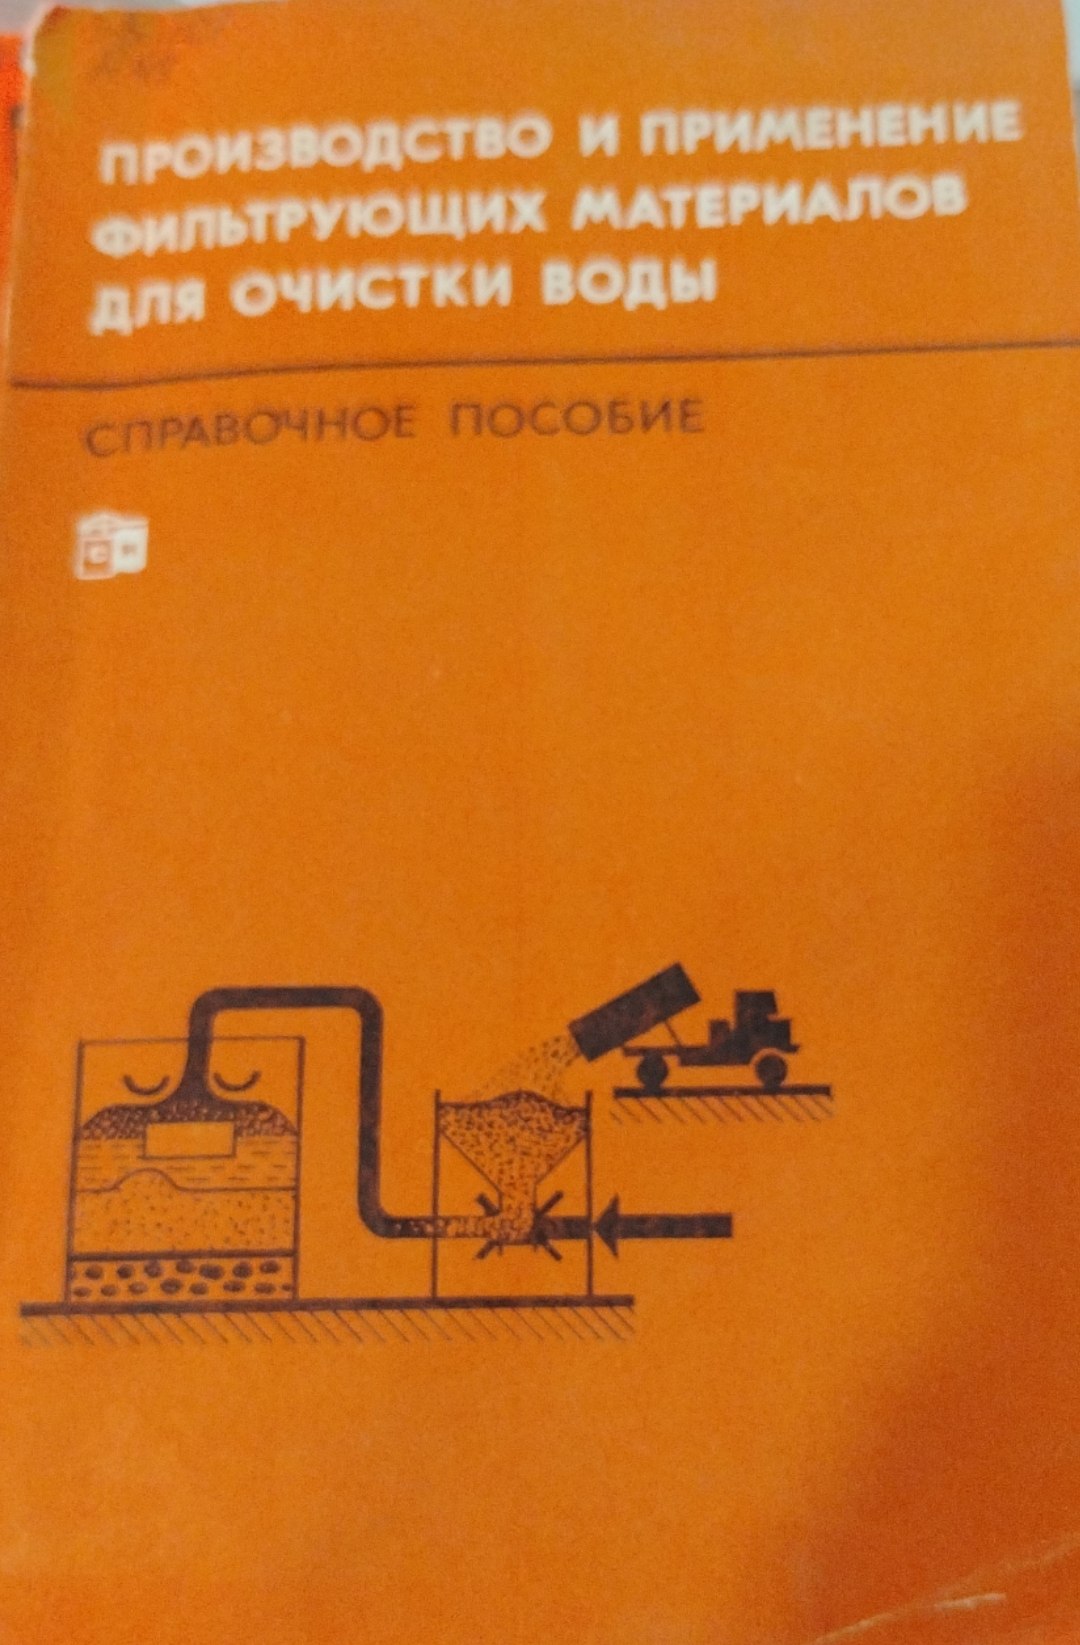 ПРОИЗВОДСТВО И ПРИМЕНЕНИЕ
ФИЛЬТРУЮЩИХ МАТЕРИАЛОВ
ДЛЯ ОЧИСТКИ ВОДЫ
СПРАВОЧНОЕ ПОСОБИЕ